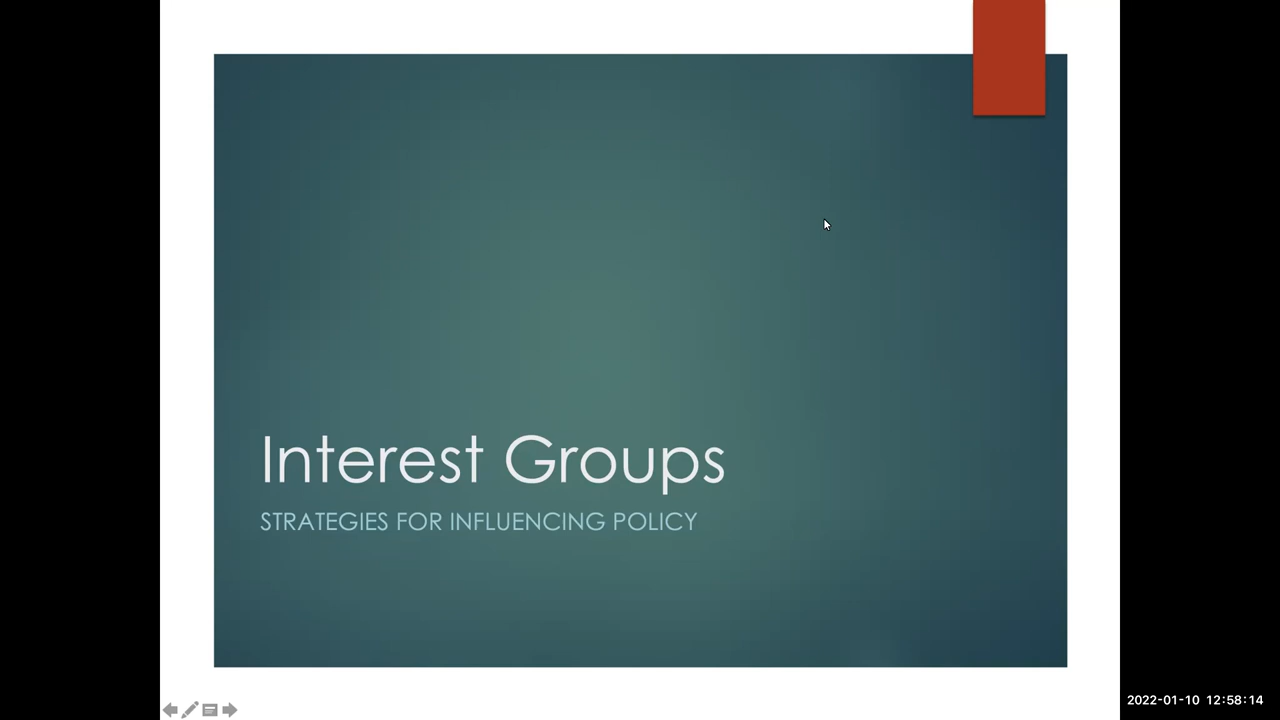 Interest Groups
STRATEGIES FOR INFLUENCING POLICY
2022-01-10 12:58:14